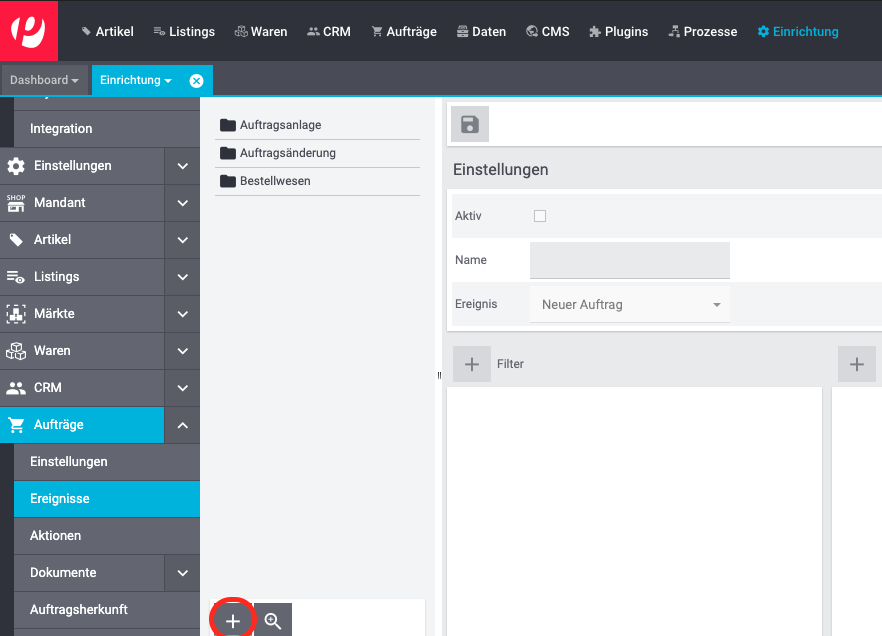 Artikel Listings Waren CRM Aufträge Daten CMS Plugins Prozesse Einrichtung
Dashboard Einrichtung
Integration
Einstellungen
SHOP
Mandant
Artikel
Listings
Märkte
Waren
CRM
Aufträge
Einstellungen
Ereignisse
Aktionen
Dokumente
Auftragsherkunft
Auftragsanlage
Auftragsänderung
Bestellwesen
Einstellungen
Aktiv
Name
Ereignis Neuer Auftrag
Filter